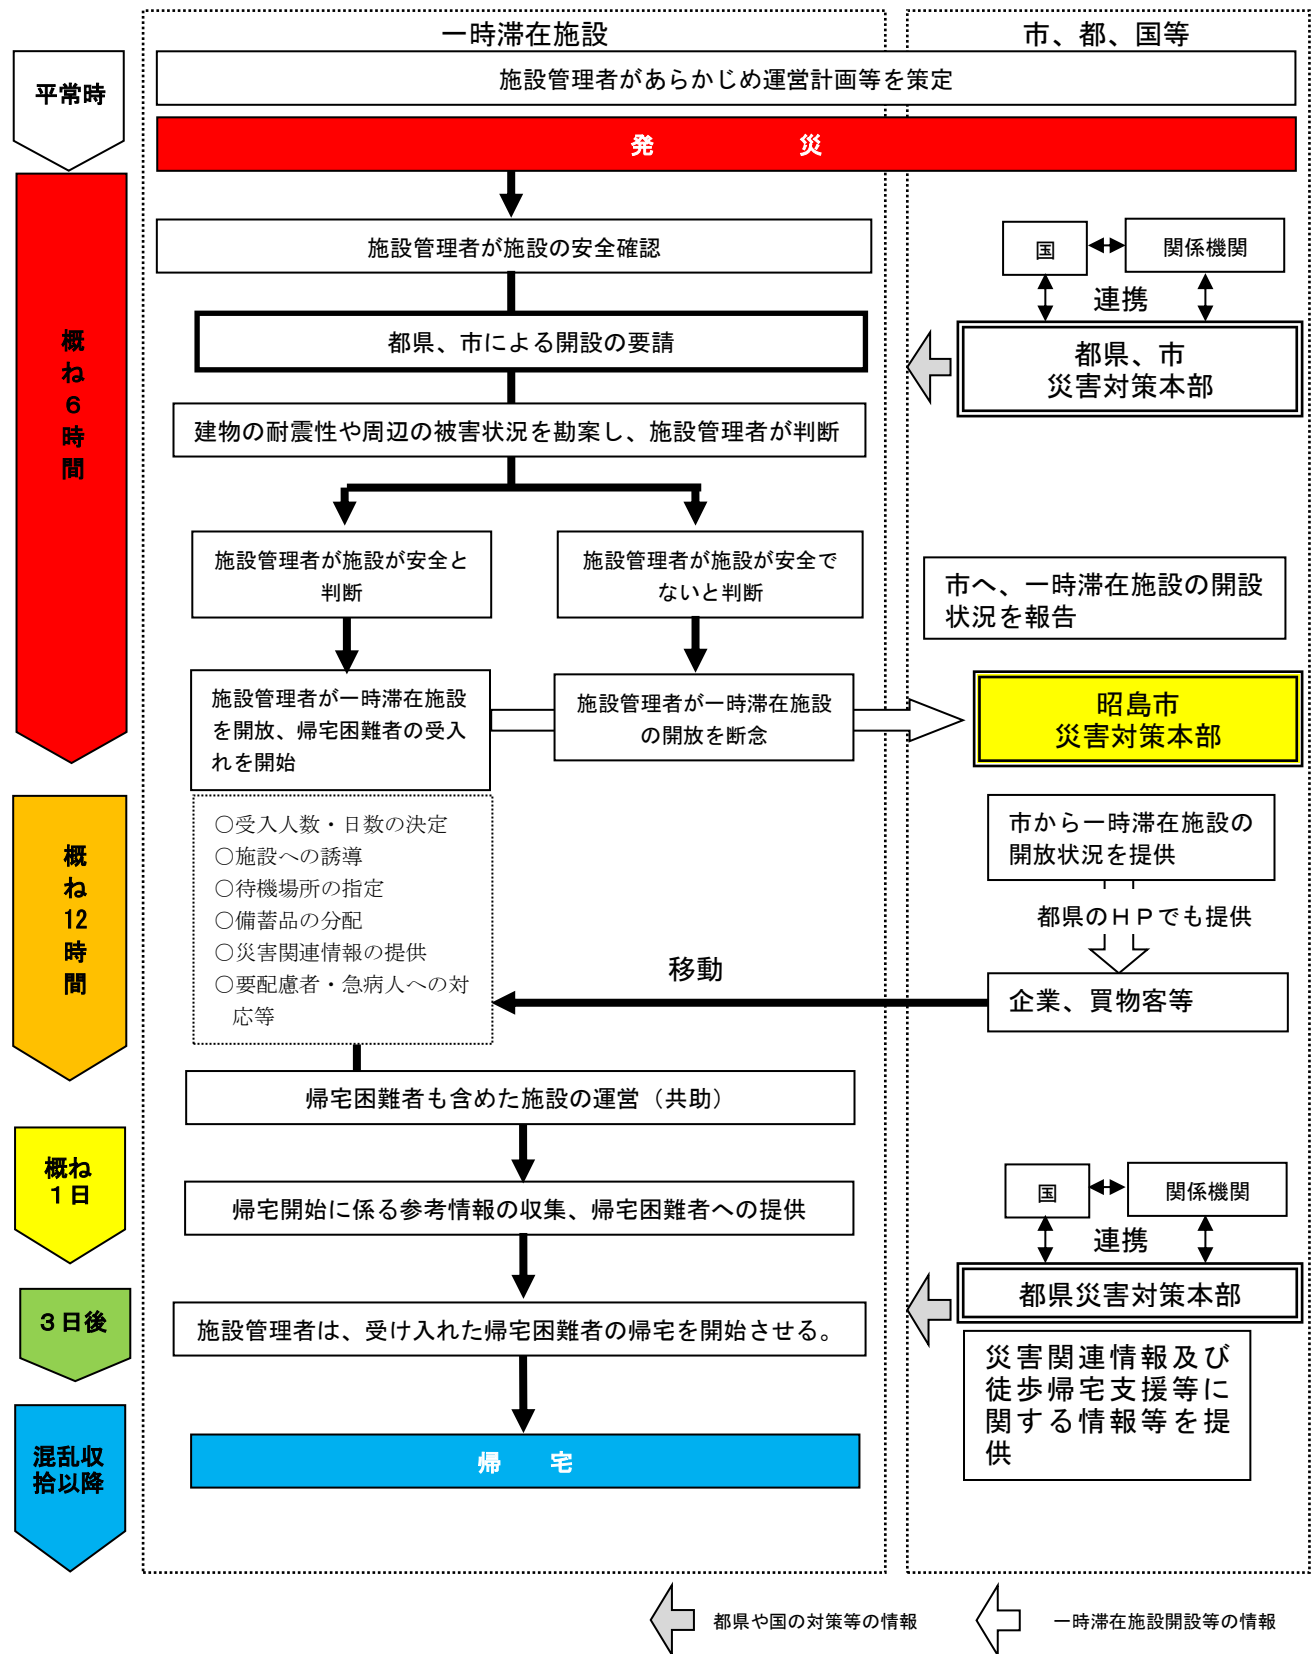 一時滞在施設
市、都、国等
平常時
施設管理者があらかじめ運営計画等を策定
発　　災
概ね６時間
施設管理者が施設の安全確認
国
関係機関
連携
都県、市による開設の要請
都県、市
災害対策本部
建物の耐震性や周辺の被害状況を勘案し、施設管理者が判断
施設管理者が施設が安全と
判断
施設管理者が施設が安全で
ないと判断
市へ、一時滞在施設の開設
状況を報告
施設管理者が一時滞在施設
を開放、帰宅困難者の受入
れを開始
施設管理者が一時滞在施設
の開放を断念
昭島市
災害対策本部
概ね12時間
○受入人数・日数の決定
○施設への誘導
○待機場所の指定
○備蓄品の分配
○災害関連情報の提供
○要配慮者・急病人への対
応等
市から一時滞在施設の
開放状況を提供
都県のＨＰでも提供
移動
企業、買物客等
帰宅困難者も含めた施設の運営（共助）
概ね
１日
帰宅開始に係る参考情報の収集、帰宅困難者への提供
国
関係機関
連携
都県災害対策本部
３日後
施設管理者は、受け入れた帰宅困難者の帰宅を開始させる。
災害関連情報及び
徒歩帰宅支援等に
関する情報等を提
供
混乱収
拾以降
帰　宅
都県や国の対策等の情報
一時滞在施設開設等の情報